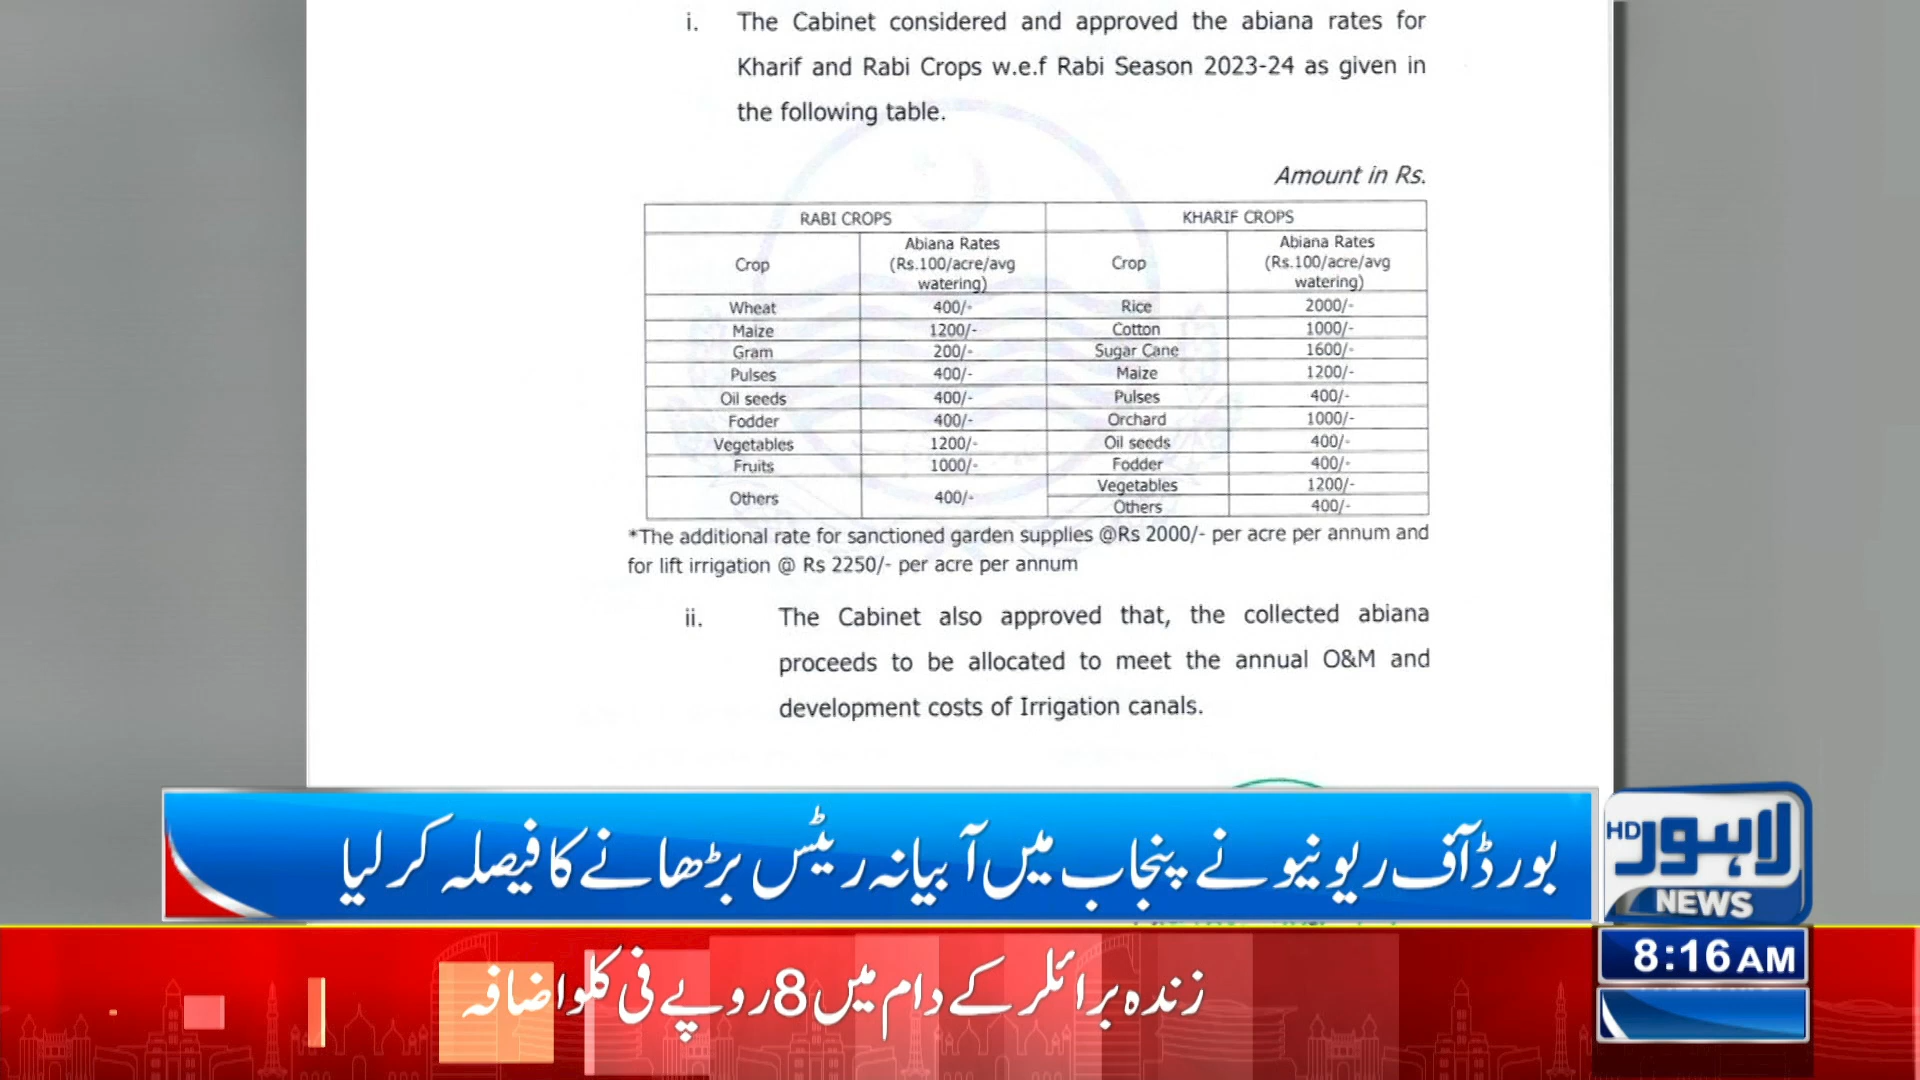 i. The Cabinet considered and approved the abiana rates for
Kharif and Rabi Crops w.e.f Rabi Season 2023-24 as given in
the following table.
Amount in Rs.
RABI CROPS KHARIF CROPS
Crop Abiana Rates (Rs.100/acre/avg watering) Crop Abiana Rates (Rs.100/acre/avg watering)
Wheat 400/- Rice 2000/-
Maize 1200/- Cotton 1000/-
Gram 200/- Sugar Cane 1600/-
Pulses 400/- Maize 1200/-
Oil seeds 400/- Pulses 400/-
Fodder 400/- Orchard 1000/-
Vegetables 1200/- Oil seeds 400/-
Fruits 1000/- Fodder 400/-
Others 400/- Vegetables 1200/-
Others 400/-
*The additional rate for sanctioned garden supplies @Rs 2000/- per acre per annum and
for lift irrigation @ Rs 2250/- per acre per annum
ii. The Cabinet also approved that, the collected abiana
proceeds to be allocated to meet the annual O&M and
development costs of Irrigation canals.
بورڈ آف ریونیو نے پنجاب میں آبیانہ ریٹس بڑھانے کا فیصلہ کر لیا
لاہور HD
NEWS
8:16 AM
زندہ برائلر کے دام میں 8 روپے فی کلو اضافہ